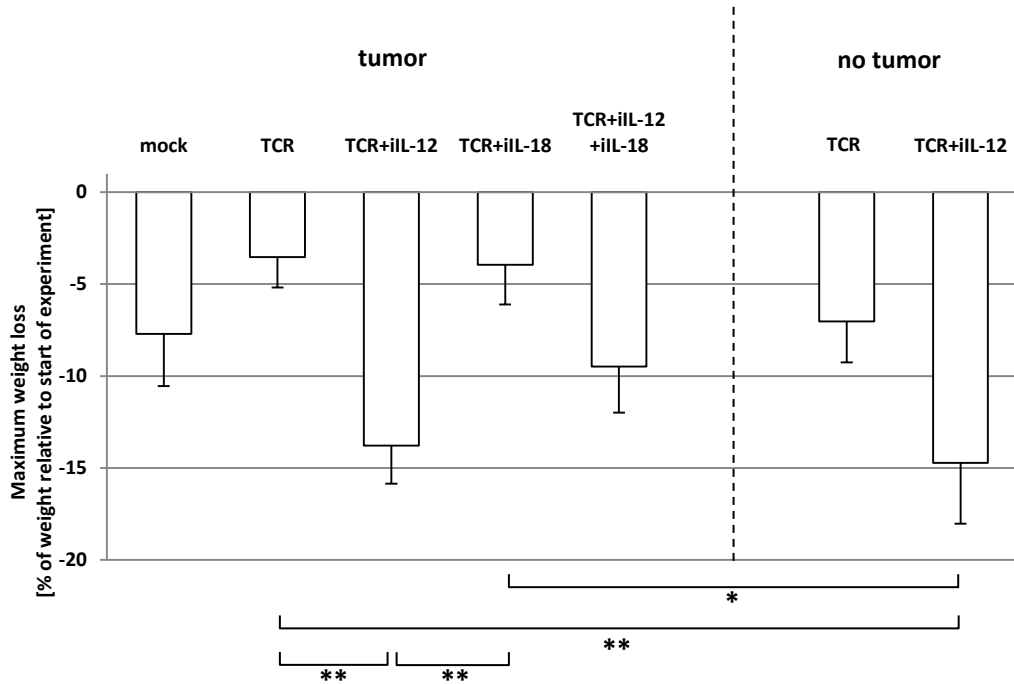 tumor
no tumor
mock
TCR
TCR+iIL-12
TCR+iIL-18
TCR+iIL-12
+iIL-18
TCR
TCR+iIL-12
Maximum weight loss
[% of weight relative to start of experiment]
0
-5
-10
-15
-20
*
**
**
**